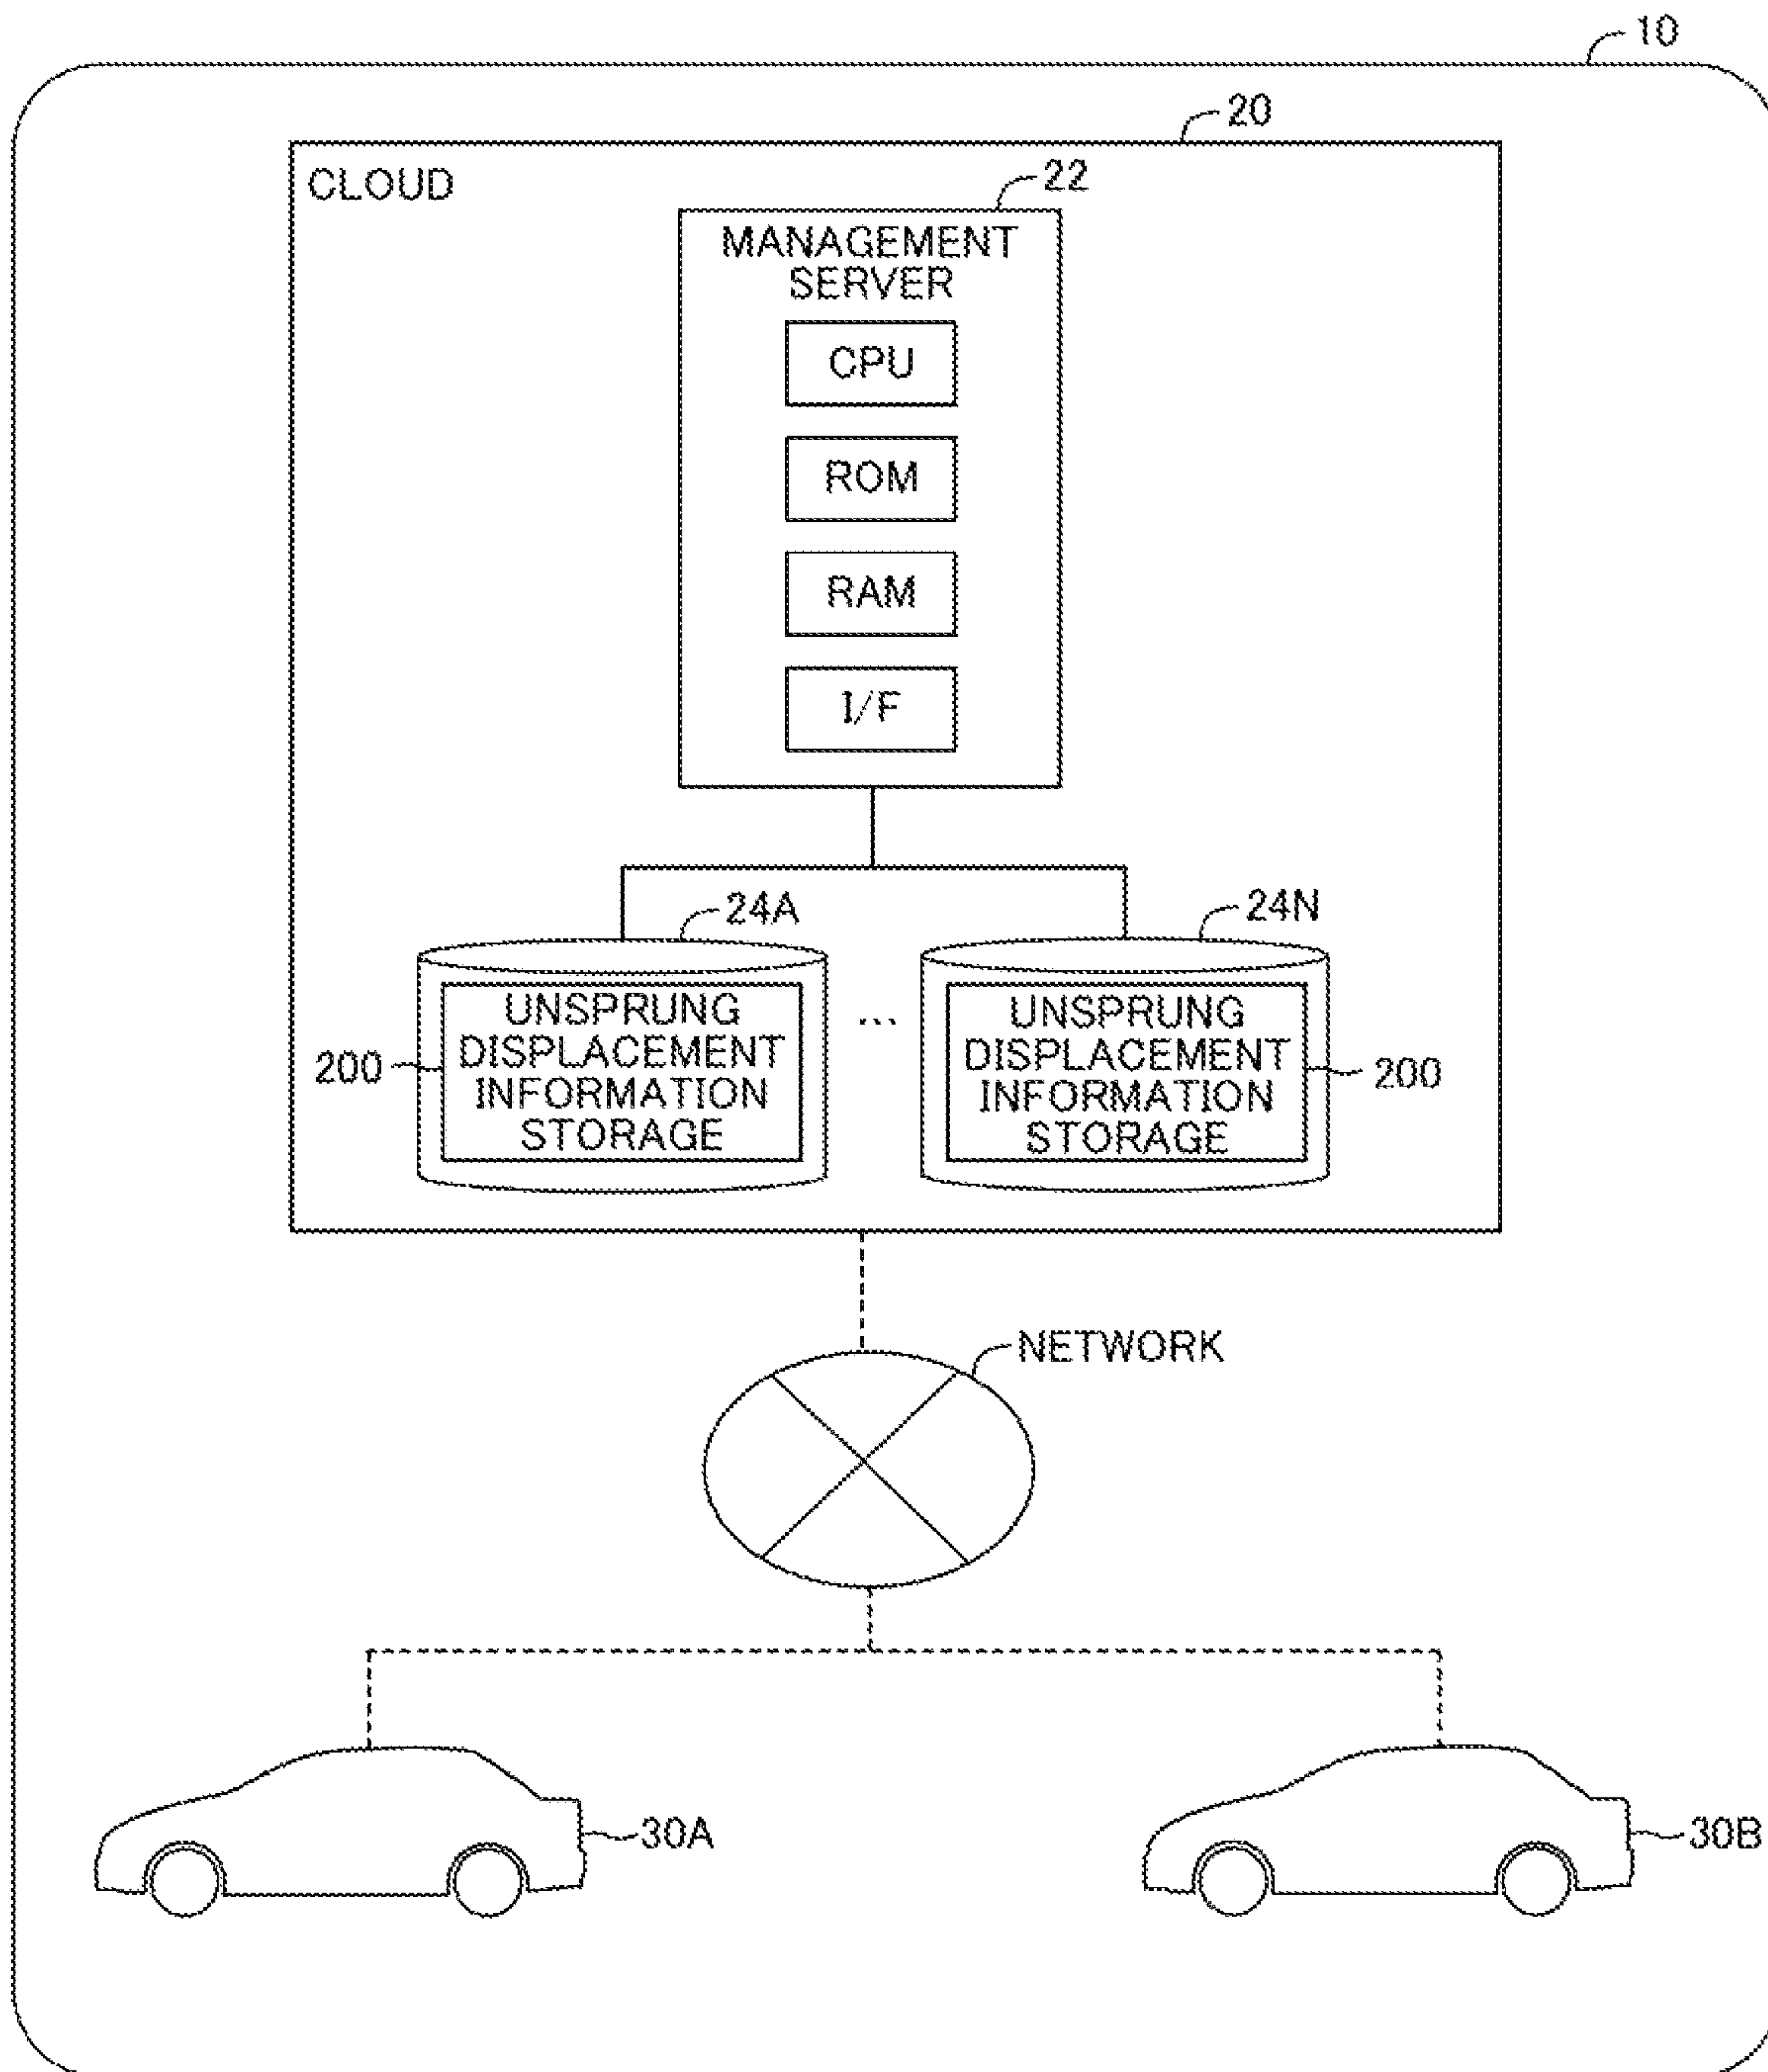 10
20
CLOUD
22
MANAGEMENT
SERVER
CPU
ROM
RAM
I/F
24A
24N
UNSPRUNG
DISPLACEMENT
INFORMATION
STORAGE
200
...
UNSPRUNG
DISPLACEMENT
INFORMATION
STORAGE
200
NETWORK
30A
30B